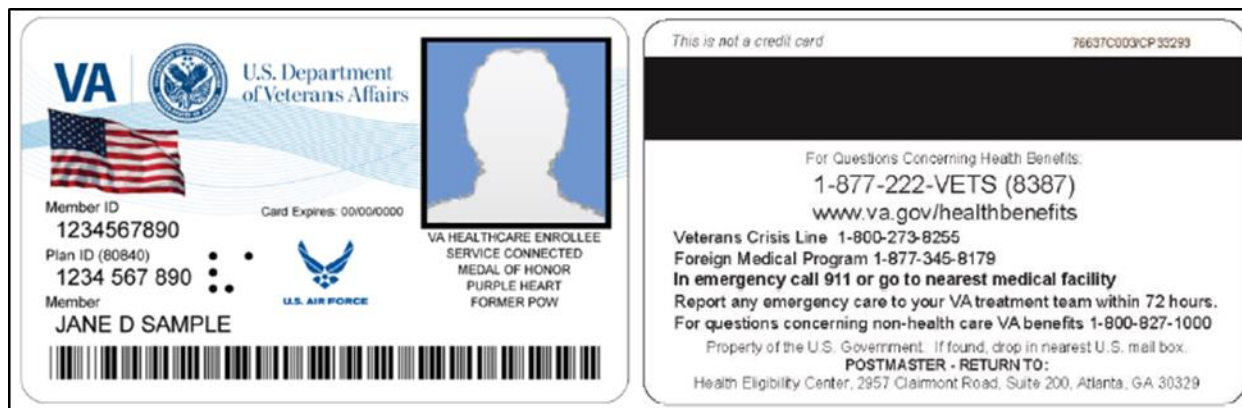 VA
U.S. Department
of Veterans Affairs
Member ID
1234567890
Card Expires: 00/00/0000
Plan ID (80840)
1234 567 890
Member
JANE D SAMPLE
U.S. AIR FORCE
VA HEALTHCARE ENROLLEE
SERVICE CONNECTED
MEDAL OF HONOR
PURPLE HEART
FORMER POW
This is not a credit card
76637C003/CP33293
For Questions Concerning Health Benefits:
1-877-222-VETS (8387)
www.va.gov/healthbenefits
Veterans Crisis Line 1-800-273-8255
Foreign Medical Program 1-877-345-8179
In emergency call 911 or go to nearest medical facility
Report any emergency care to your VA treatment team within 72 hours.
For questions concerning non-health care VA benefits 1-800-827-1000
Property of the U.S. Government. If found, drop in nearest U.S. mail box.
POSTMASTER - RETURN TO:
Health Eligibility Center, 2957 Clairmont Road, Suite 200, Atlanta, GA 30329